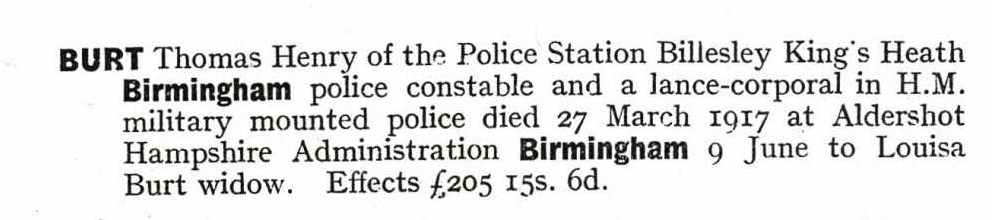 BURT Thomas Henry of the Police Station Billesley King's Heath
Birmingham police constable and a lance-corporal in H.M.
military mounted police died 27 March 1917 at Aldershot
Hampshire Administration Birmingham 9 June to Louisa
Burt widow. Effects £205 15s. 6d.